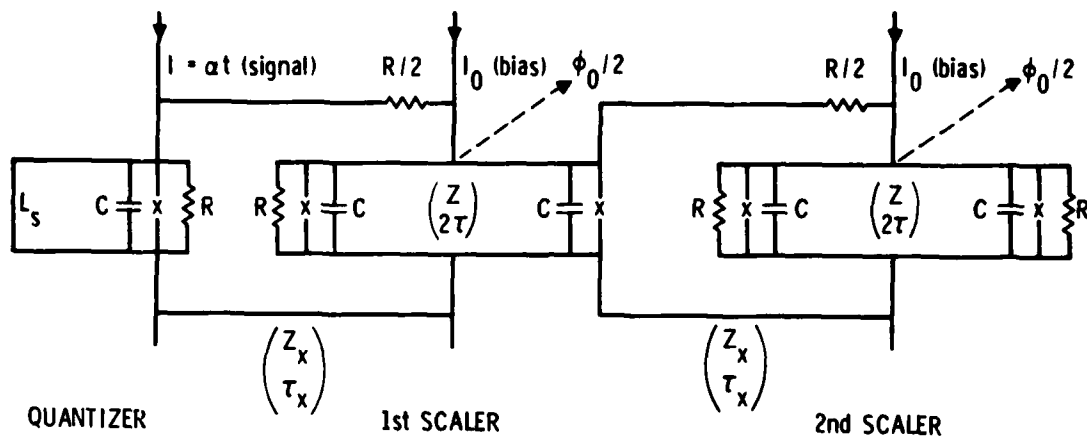 I = αt (signal)
R/2
I₀ (bias)
ϕ₀/2
R/2
I₀ (bias)
ϕ₀/2
Lₛ
C
x
R
R
x
C
(Z
2τ)
C
x
R
x
C
(Z
2τ)
C
x
R
(Zₓ
τₓ)
(Zₓ
τₓ)
QUANTIZER
1st SCALER
2nd SCALER